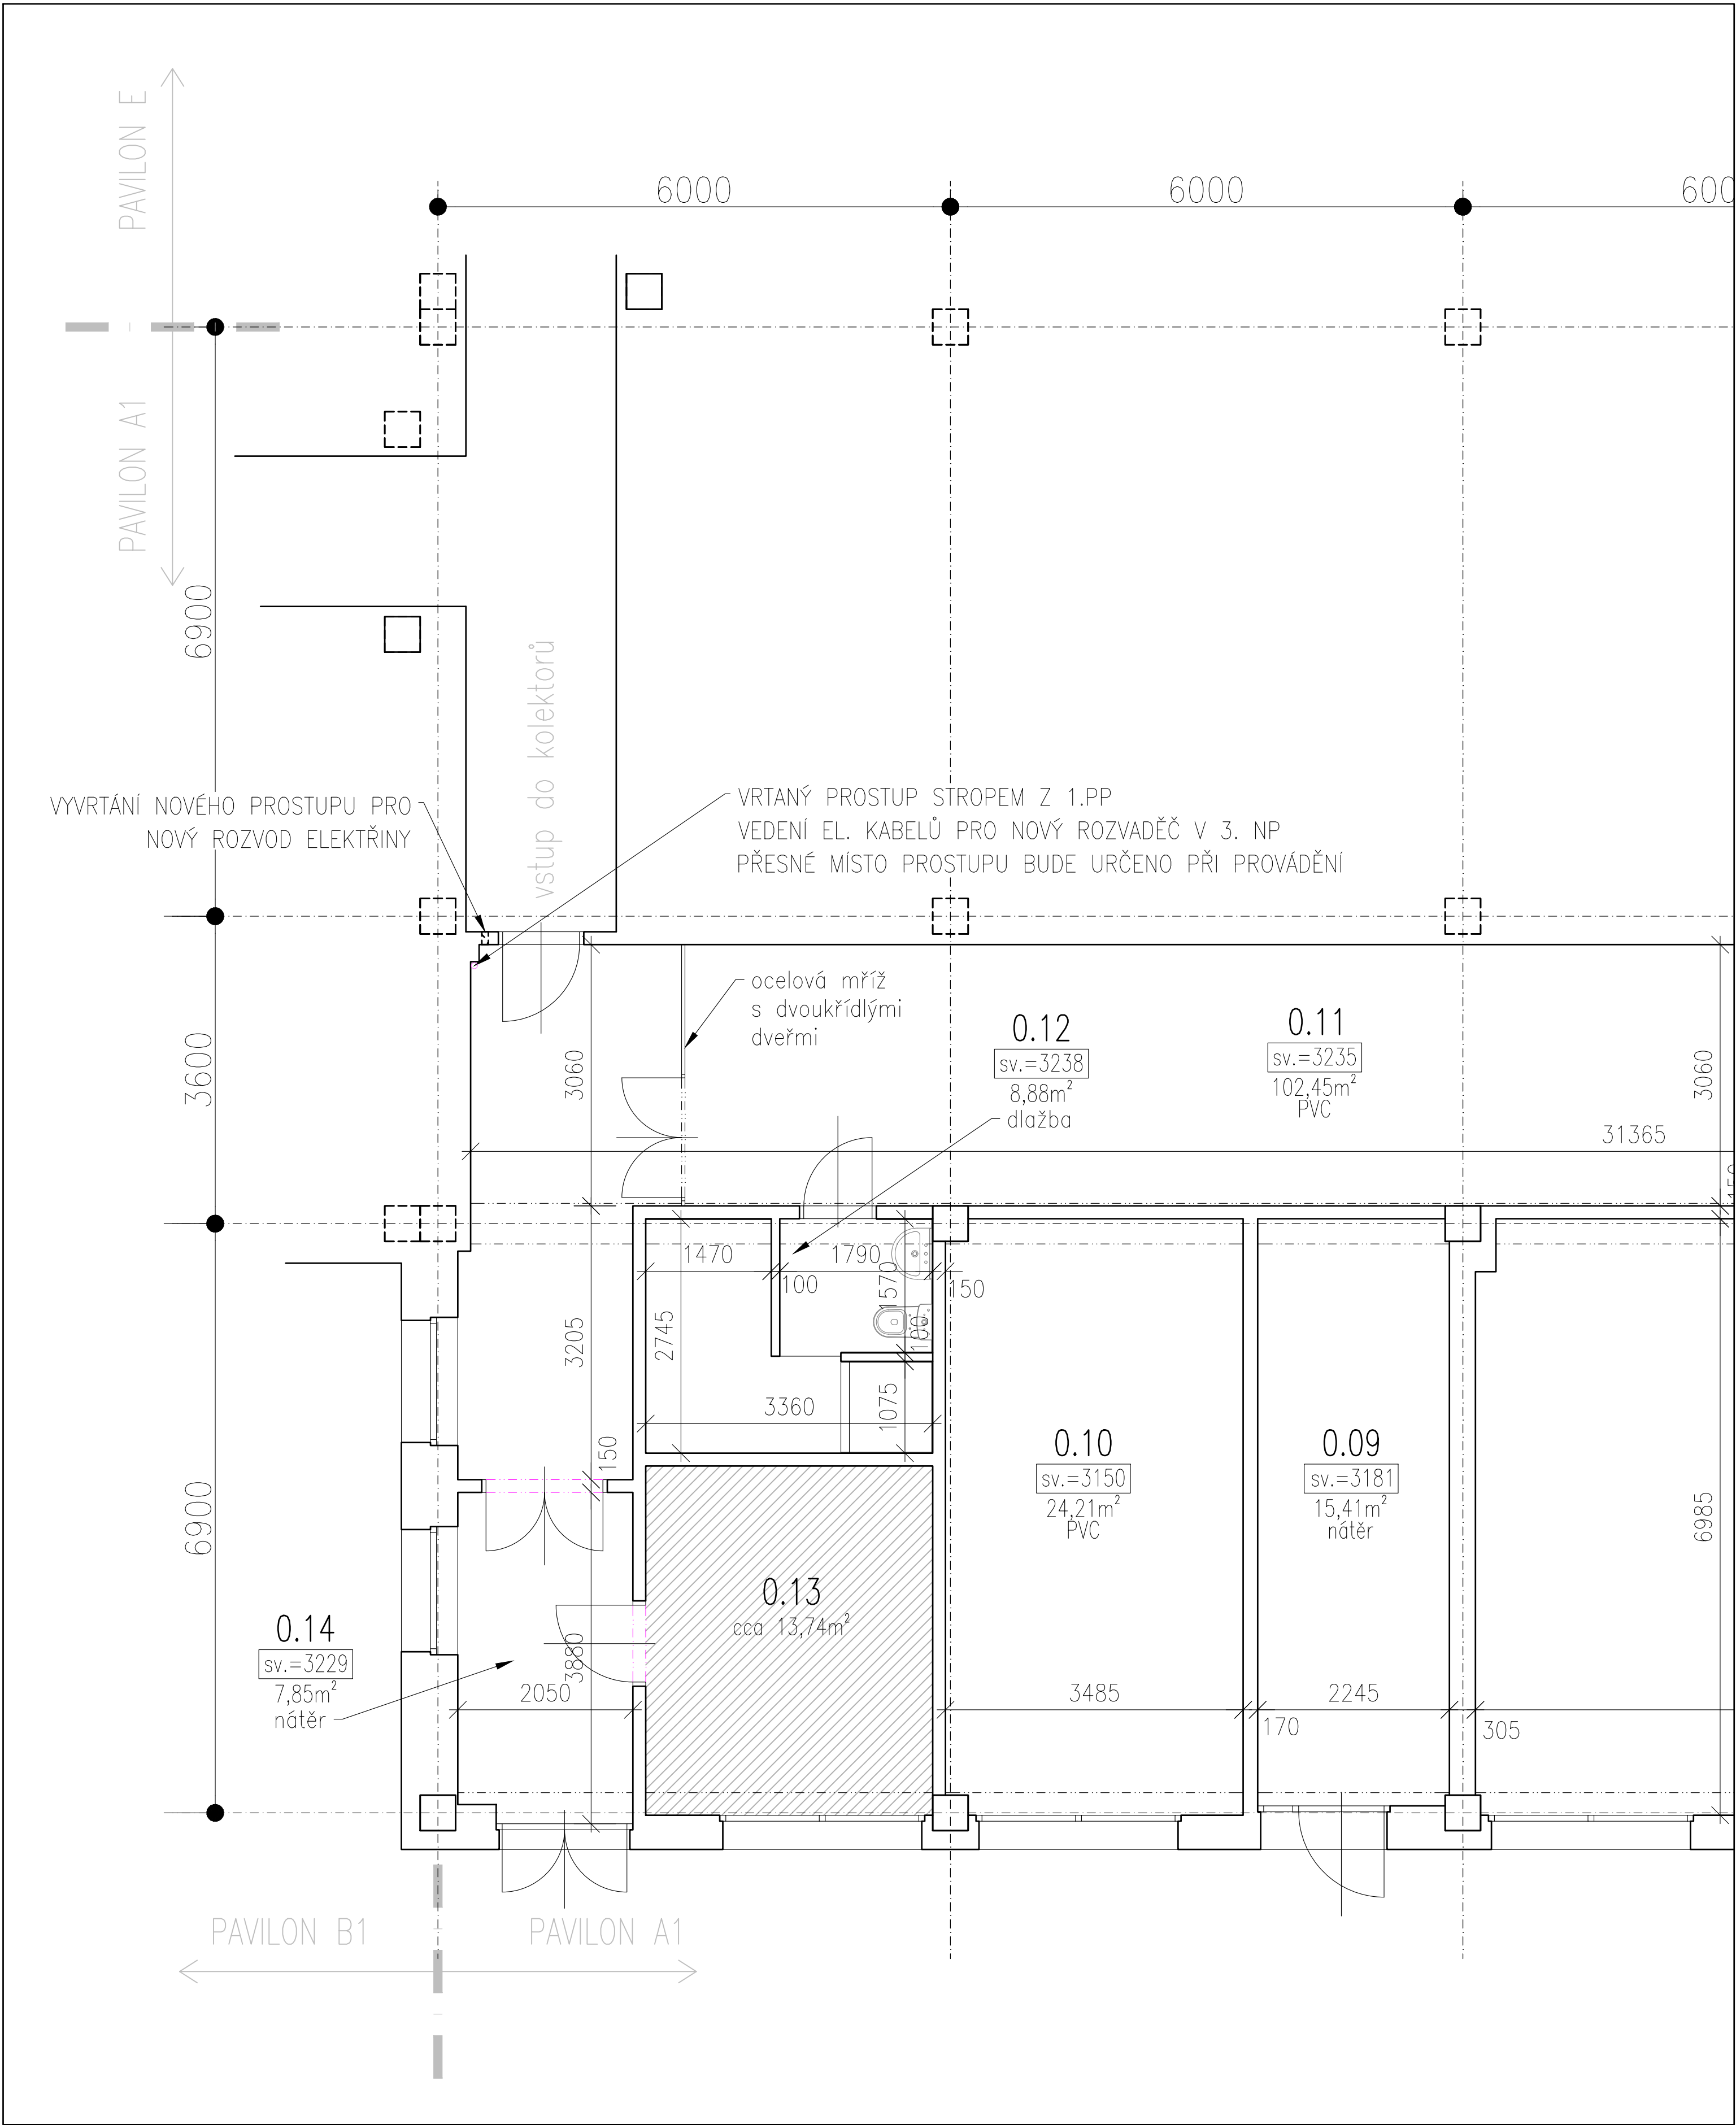 PAVILON E
PAVILON A1
6000
6000
600
6900
3600
6900
vstup do kolektorů
VYVRTÁNÍ NOVÉHO PROSTUPU PRO
NOVÝ ROZVOD ELEKTŘINY
VRTANÝ PROSTUP STROPEM Z 1.PP
VEDENÍ EL. KABELŮ PRO NOVÝ ROZVADĚČ V 3. NP
PŘESNÉ MÍSTO PROSTUPU BUDE URČENO PŘI PROVÁDĚNÍ
ocelová mříž
s dvoukřídlými
dveřmi
3060
0.12
sv.=3238
8,88m²
dlažba
0.11
sv.=3235
102,45m²
PVC
3060
31365
150
1470
100
1790
1570
150
100
2745
3205
3360
1075
150
0.10
sv.=3150
24,21m²
PVC
0.09
sv.=3181
15,41m²
nátěr
6985
0.13
cca 13,74m²
0.14
sv.=3229
7,85m²
nátěr
3880
2050
3485
170
2245
305
PAVILON B1
PAVILON A1